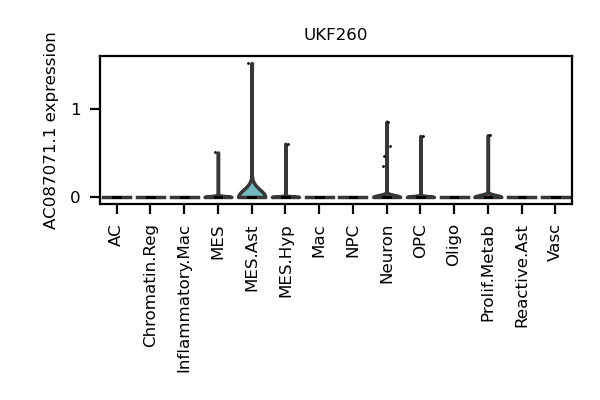 UKF260
AC087071.1 expression
1
0
AC
Chromatin.Reg
Inflammatory.Mac
MES
MES.Ast
MES.Hyp
Mac
NPC
Neuron
OPC
Oligo
Prolif.Metab
Reactive.Ast
Vasc